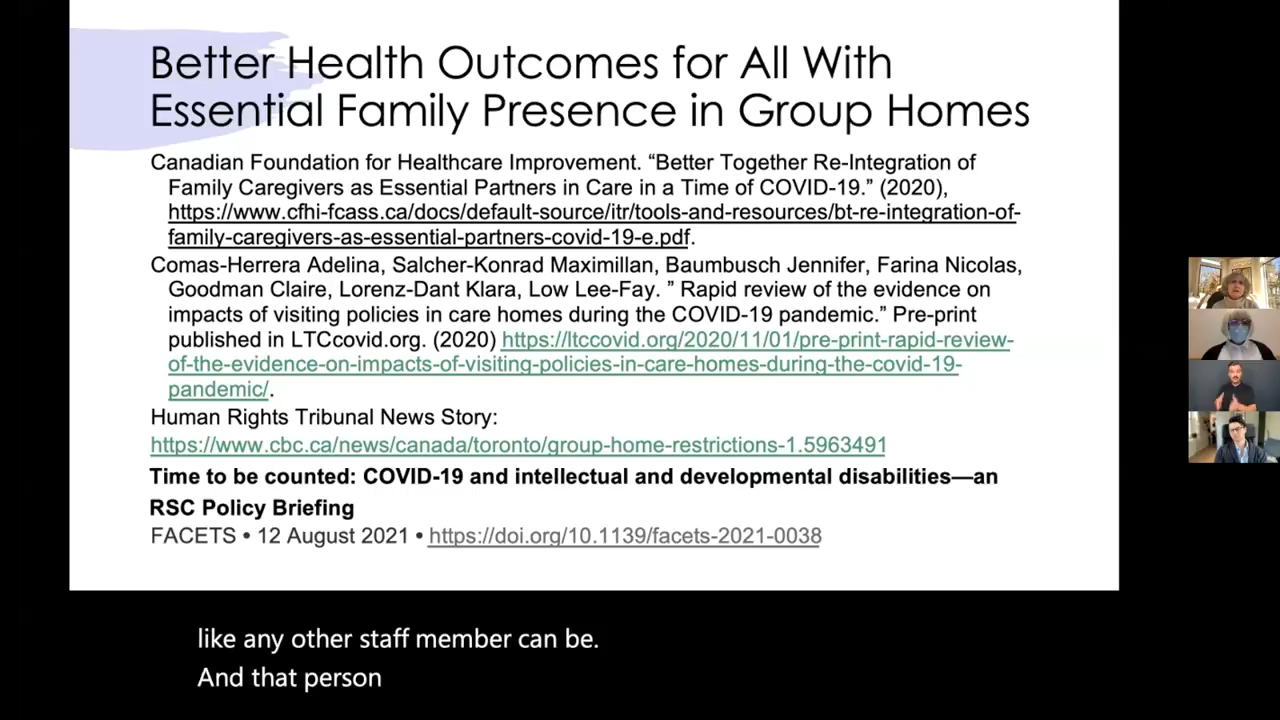 Better Health Outcomes for All With
Essential Family Presence in Group Homes
Canadian Foundation for Healthcare Improvement. “Better Together Re-Integration of
Family Caregivers as Essential Partners in Care in a Time of COVID-19.” (2020),
https://www.cfhi-fcass.ca/docs/default-source/itr/tools-and-resources/bt-re-integration-of-
family-caregivers-as-essential-partners-covid-19-e.pdf.
Comas-Herrera Adelina, Salcher-Konrad Maximillan, Baumbusch Jennifer, Farina Nicolas,
Goodman Claire, Lorenz-Dant Klara, Low Lee-Fay. ” Rapid review of the evidence on
impacts of visiting policies in care homes during the COVID-19 pandemic.” Pre-print
published in LTCcovid.org. (2020) https://ltccovid.org/2020/11/01/pre-print-rapid-review-
of-the-evidence-on-impacts-of-visiting-policies-in-care-homes-during-the-covid-19-
pandemic/.
Human Rights Tribunal News Story:
https://www.cbc.ca/news/canada/toronto/group-home-restrictions-1.5963491
Time to be counted: COVID-19 and intellectual and developmental disabilities—an
RSC Policy Briefing
FACETS • 12 August 2021 • https://doi.org/10.1139/facets-2021-0038
like any other staff member can be.
And that person